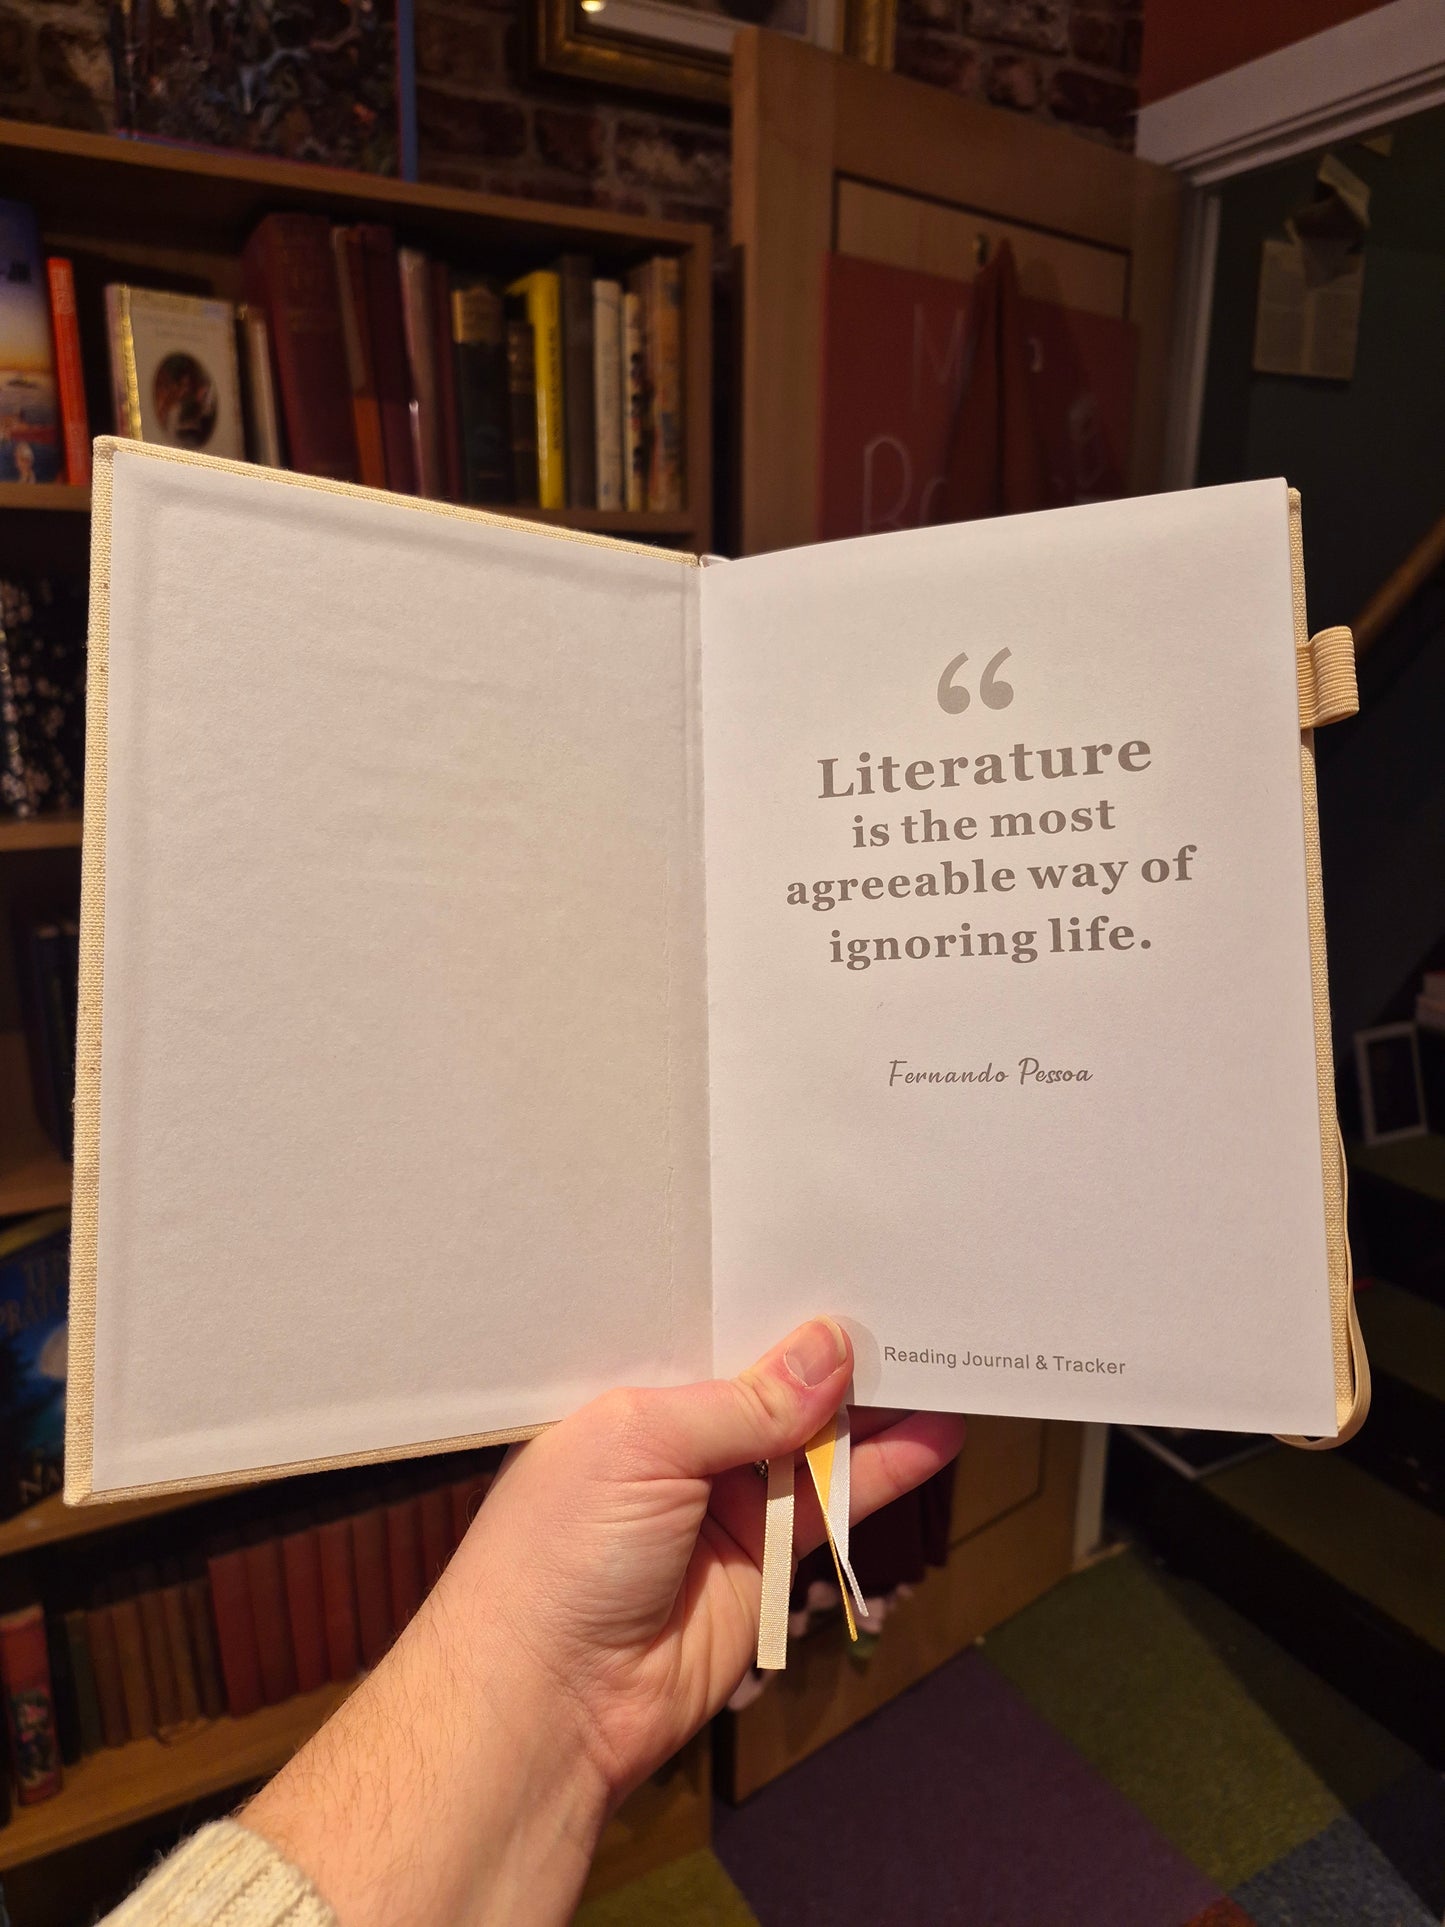 “
Literature
is the most
agreeable way of
ignoring life.
Fernando Pessoa
Reading Journal & Tracker